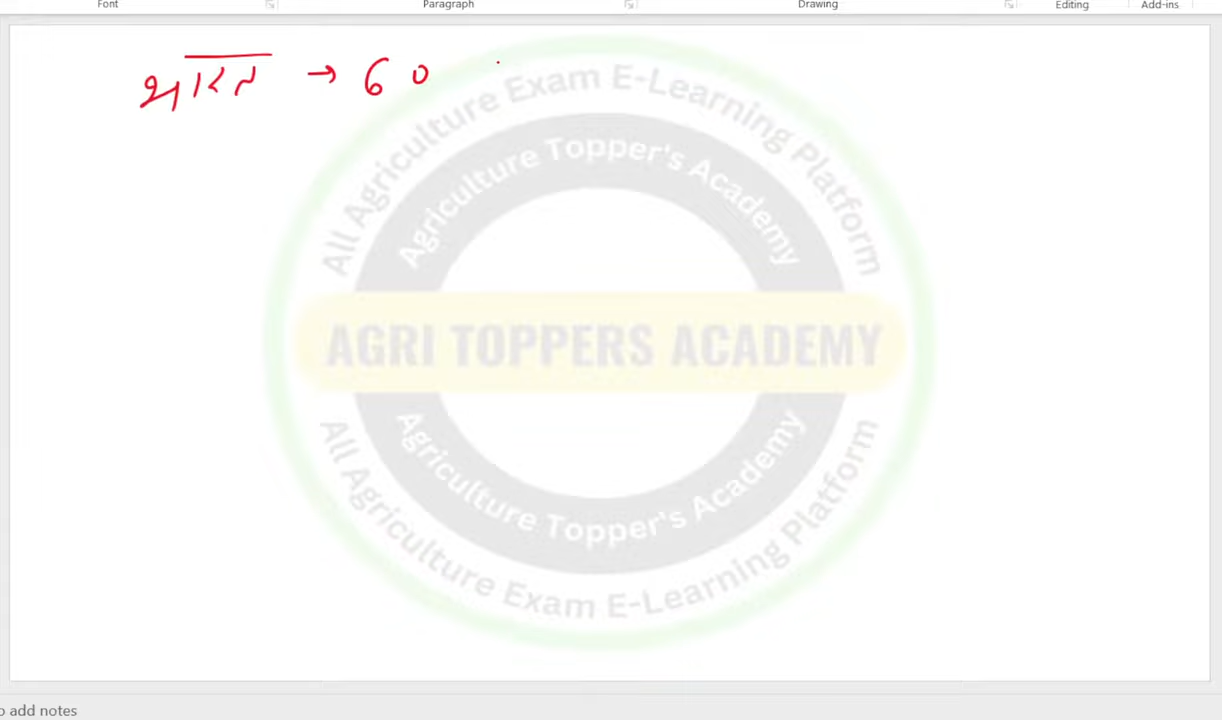 Font Paragraph Drawing Editing Add-ins
भारत → 60
All Agriculture Exam E-Learning Platform
Agriculture Topper's Academy
AGRI TOPPERS ACADEMY
Agriculture Topper's Academy
All Agriculture Exam E-Learning Platform
add notes